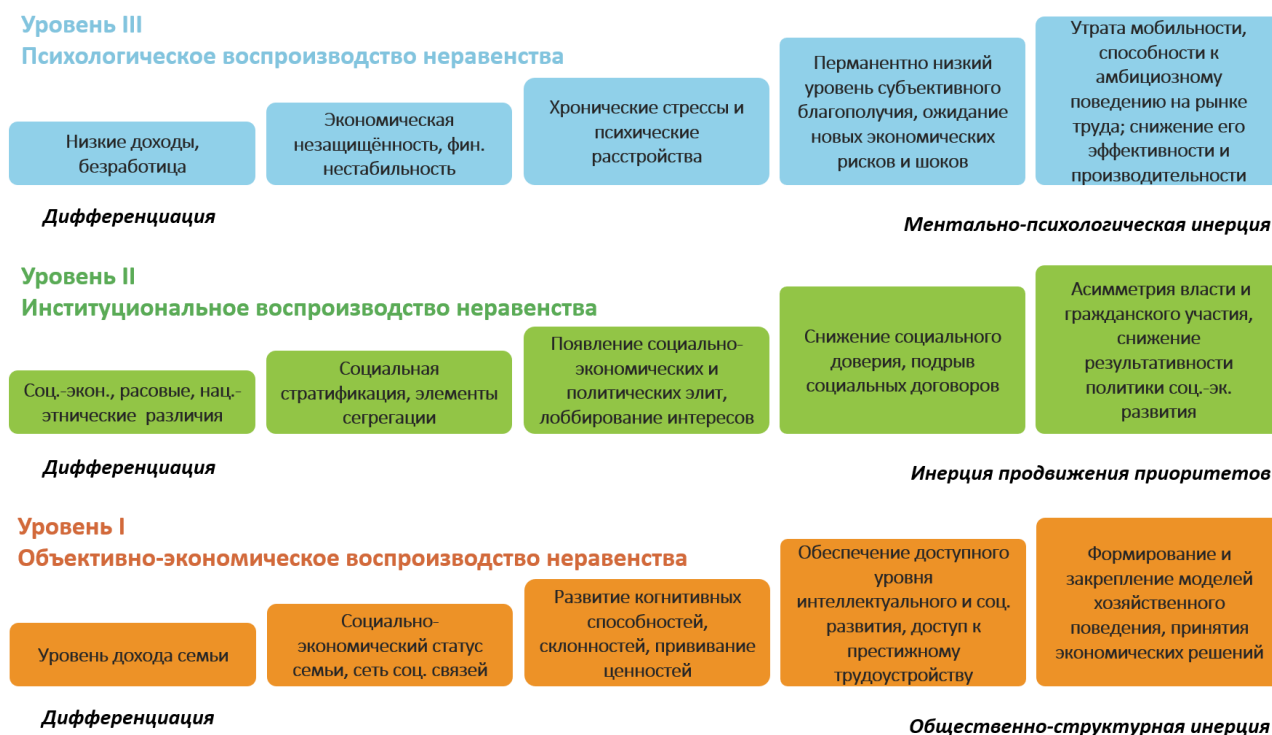 Уровень III
Психологическое воспроизводство неравенства
Низкие доходы,
безработица
Экономическая
незащищённость, фин.
нестабильность
Хронические стрессы и
психические
расстройства
Перманентно низкий
уровень субъективного
благополучия, ожидание
новых экономических
рисков и шоков
Утрата мобильности,
способности к
амбициозному
поведению на рынке
труда; снижение его
эффективности и
производительности
Дифференциация
Ментально-психологическая инерция
Уровень II
Институциональное воспроизводство неравенства
Соц.-экон., расовые, нац.-
этнические различия
Социальная
стратификация, элементы
сегрегации
Появление социально-
экономических и
политических элит,
лоббирование интересов
Снижение социального
доверия, подрыв
социальных договоров
Асимметрия власти и
гражданского участия,
снижение
результативности
политики соц.-эк.
развития
Дифференциация
Инерция продвижения приоритетов
Уровень I
Объективно-экономическое воспроизводство неравенства
Уровень дохода семьи
Социально-
экономический статус
семьи, сеть соц. связей
Развитие когнитивных
способностей,
склонностей, прививание
ценностей
Обеспечение доступного
уровня
интеллектуального и соц.
развития, доступ к
престижному
трудоустройству
Формирование и
закрепление моделей
хозяйственного
поведения, принятия
экономических решений
Дифференциация
Общественно-структурная инерция